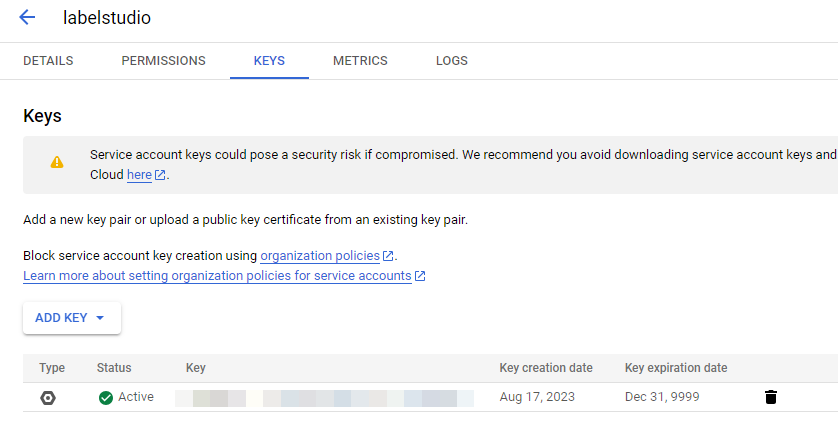 labelstudio
DETAILS PERMISSIONS KEYS METRICS LOGS
Keys
Service account keys could pose a security risk if compromised. We recommend you avoid downloading service account keys and
Cloud here.
Add a new key pair or upload a public key certificate from an existing key pair.
Block service account key creation using organization policies.
Learn more about setting organization policies for service accounts
ADD KEY
Type Status Key Key creation date Key expiration date
Active Aug 17, 2023 Dec 31, 9999